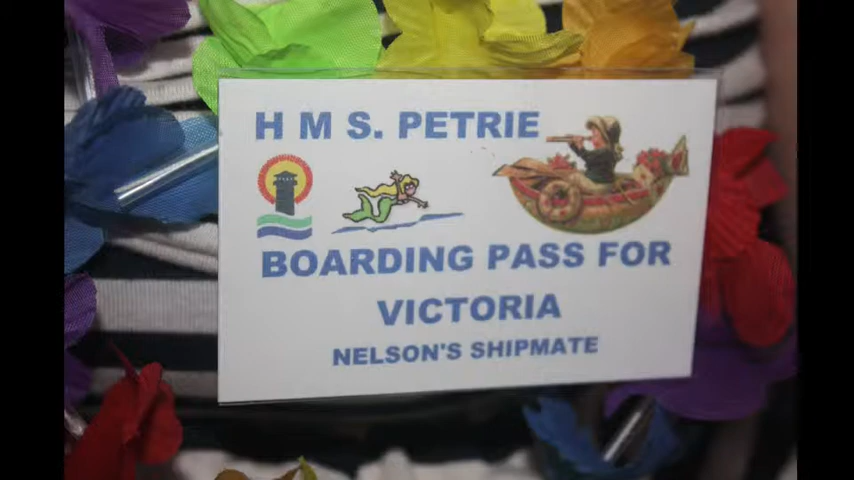 H M S. PETRIE
BOARDING PASS FOR
VICTORIA
NELSON'S SHIPMATE